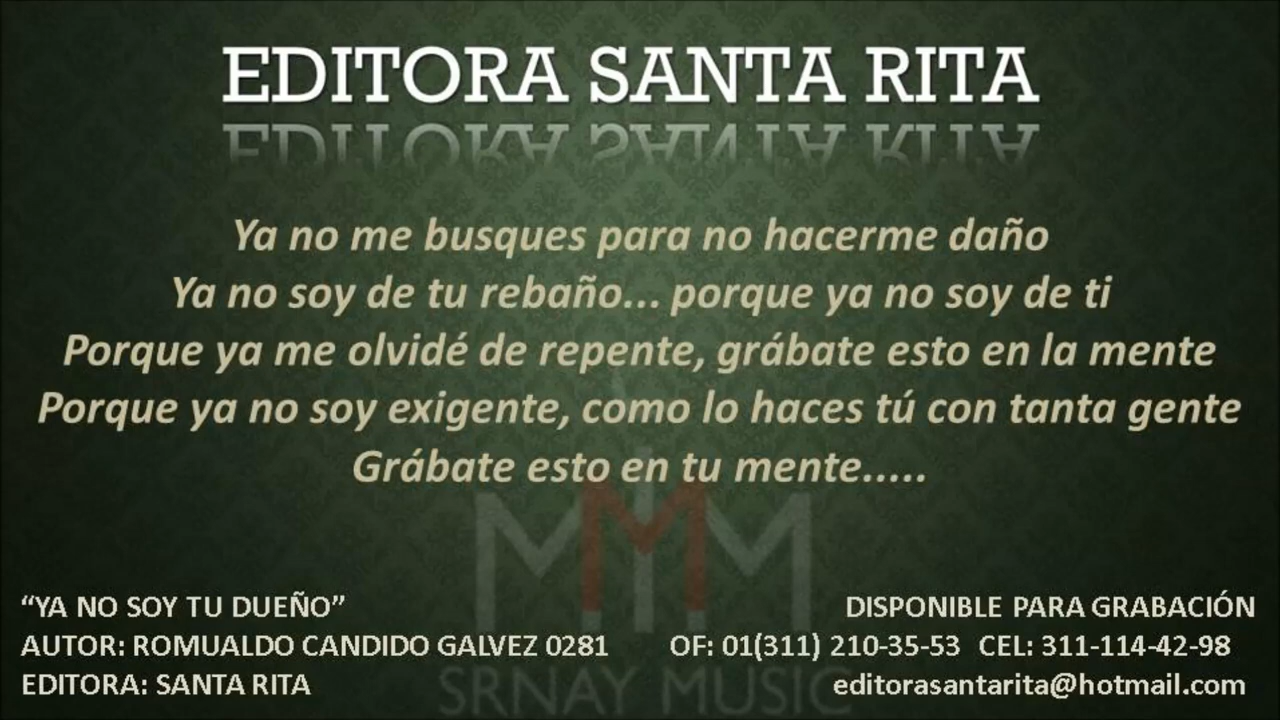 EDITORA SANTA RITA
Ya no me busques para no hacerme daño
Ya no soy de tu rebaño... porque ya no soy de ti
Porque ya me olvidé de repente, grábate esto en la mente
Porque ya no soy exigente, como lo haces tú con tanta gente
Grábate esto en tu mente.....
“YA NO SOY TU DUEÑO”
AUTOR: ROMUALDO CANDIDO GALVEZ 0281
EDITORA: SANTA RITA
DISPONIBLE PARA GRABACIÓN
OF: 01(311) 210-35-53 CEL: 311-114-42-98
editorasantarita@hotmail.com
MMM
SRNAY MUSIC